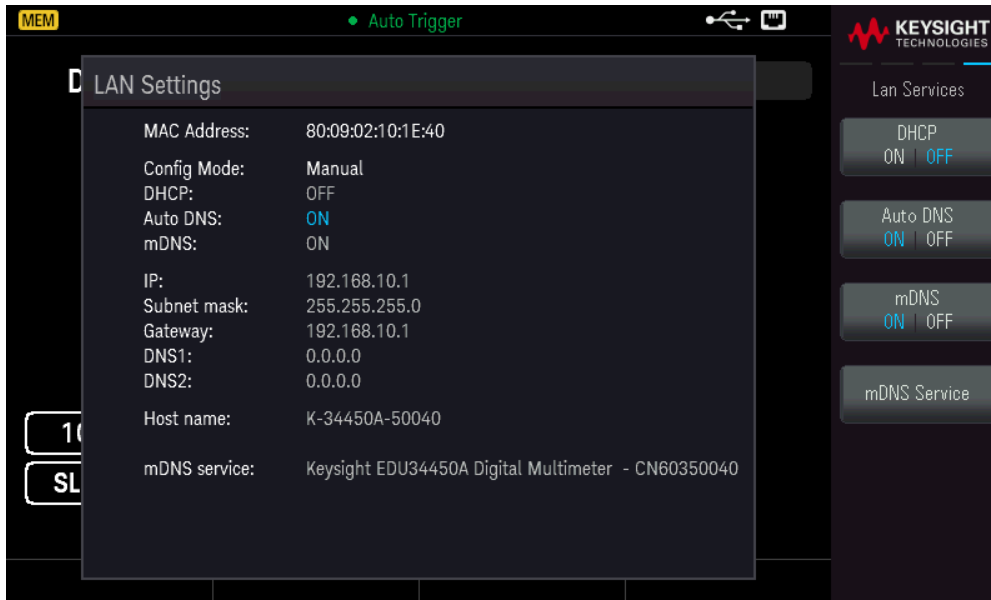 MEM
Auto Trigger
KEYSIGHT
TECHNOLOGIES
D
LAN Settings
MAC Address: 80:09:02:10:1E:40
Config Mode: Manual
DHCP: OFF
Auto DNS: ON
mDNS: ON
IP: 192.168.10.1
Subnet mask: 255.255.255.0
Gateway: 192.168.10.1
DNS1: 0.0.0.0
DNS2: 0.0.0.0
Host name: K-34450A-50040
mDNS service: Keysight EDU34450A Digital Multimeter - CN60350040
10
SL
Lan Services
DHCP
ON | OFF
Auto DNS
ON | OFF
mDNS
ON | OFF
mDNS Service